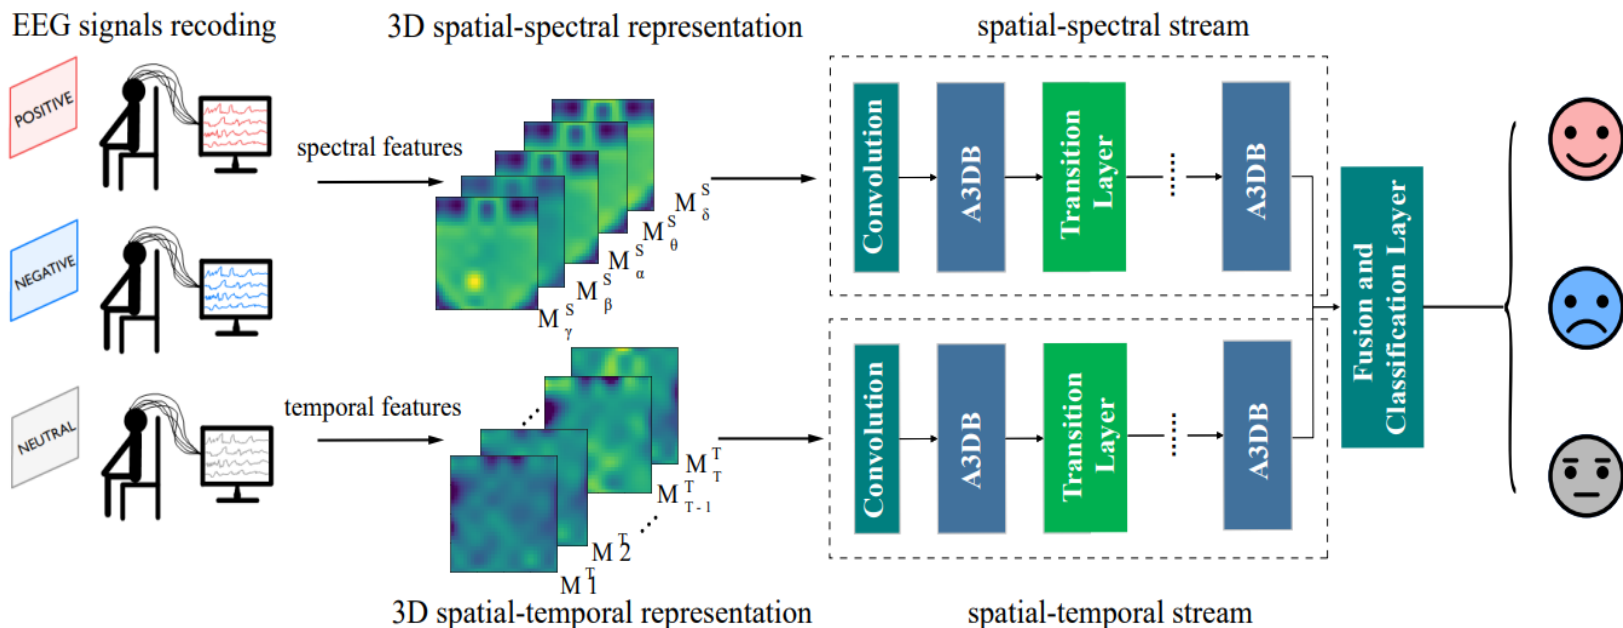 EEG signals recoding
3D spatial-spectral representation
spatial-spectral stream
POSITIVE
NEGATIVE
NEUTRAL
spectral features
temporal features
M S δ
M S θ
M S α
M S β
M S γ
M T T
M T T-1
M T 2
M T 1
Convolution
A3DB
Transition
Layer
......
A3DB
Convolution
A3DB
Transition
Layer
......
A3DB
Fusion and
Classification Layer
3D spatial-temporal representation
spatial-temporal stream